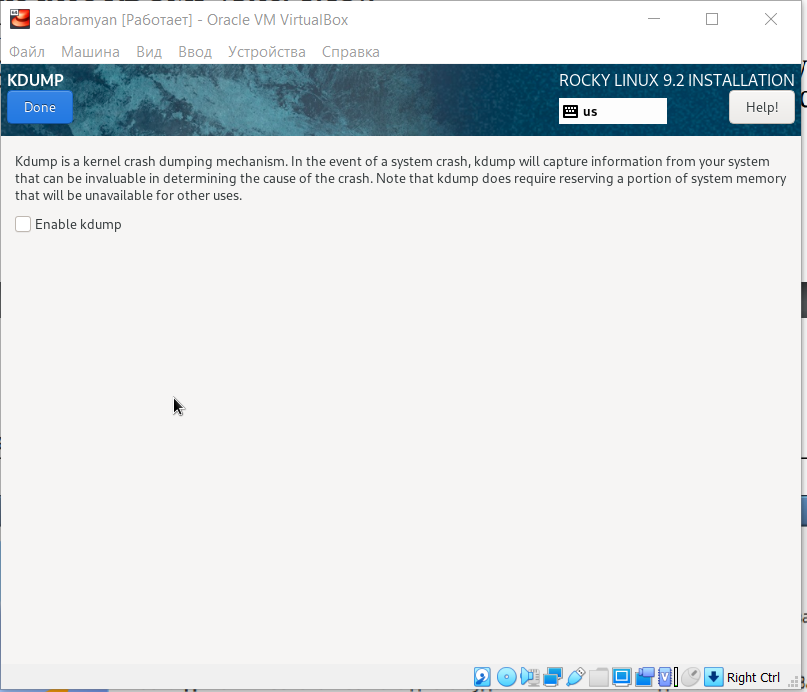 aaabramyan [Работает] - Oracle VM VirtualBox
Файл Машина Вид Ввод Устройства Справка
KDUMP
ROCKY LINUX 9.2 INSTALLATION
Done
us
Help!
Kdump is a kernel crash dumping mechanism. In the event of a system crash, kdump will capture information from your system
that can be invaluable in determining the cause of the crash. Note that kdump does require reserving a portion of system memory
that will be unavailable for other uses.
Enable kdump
Right Ctrl